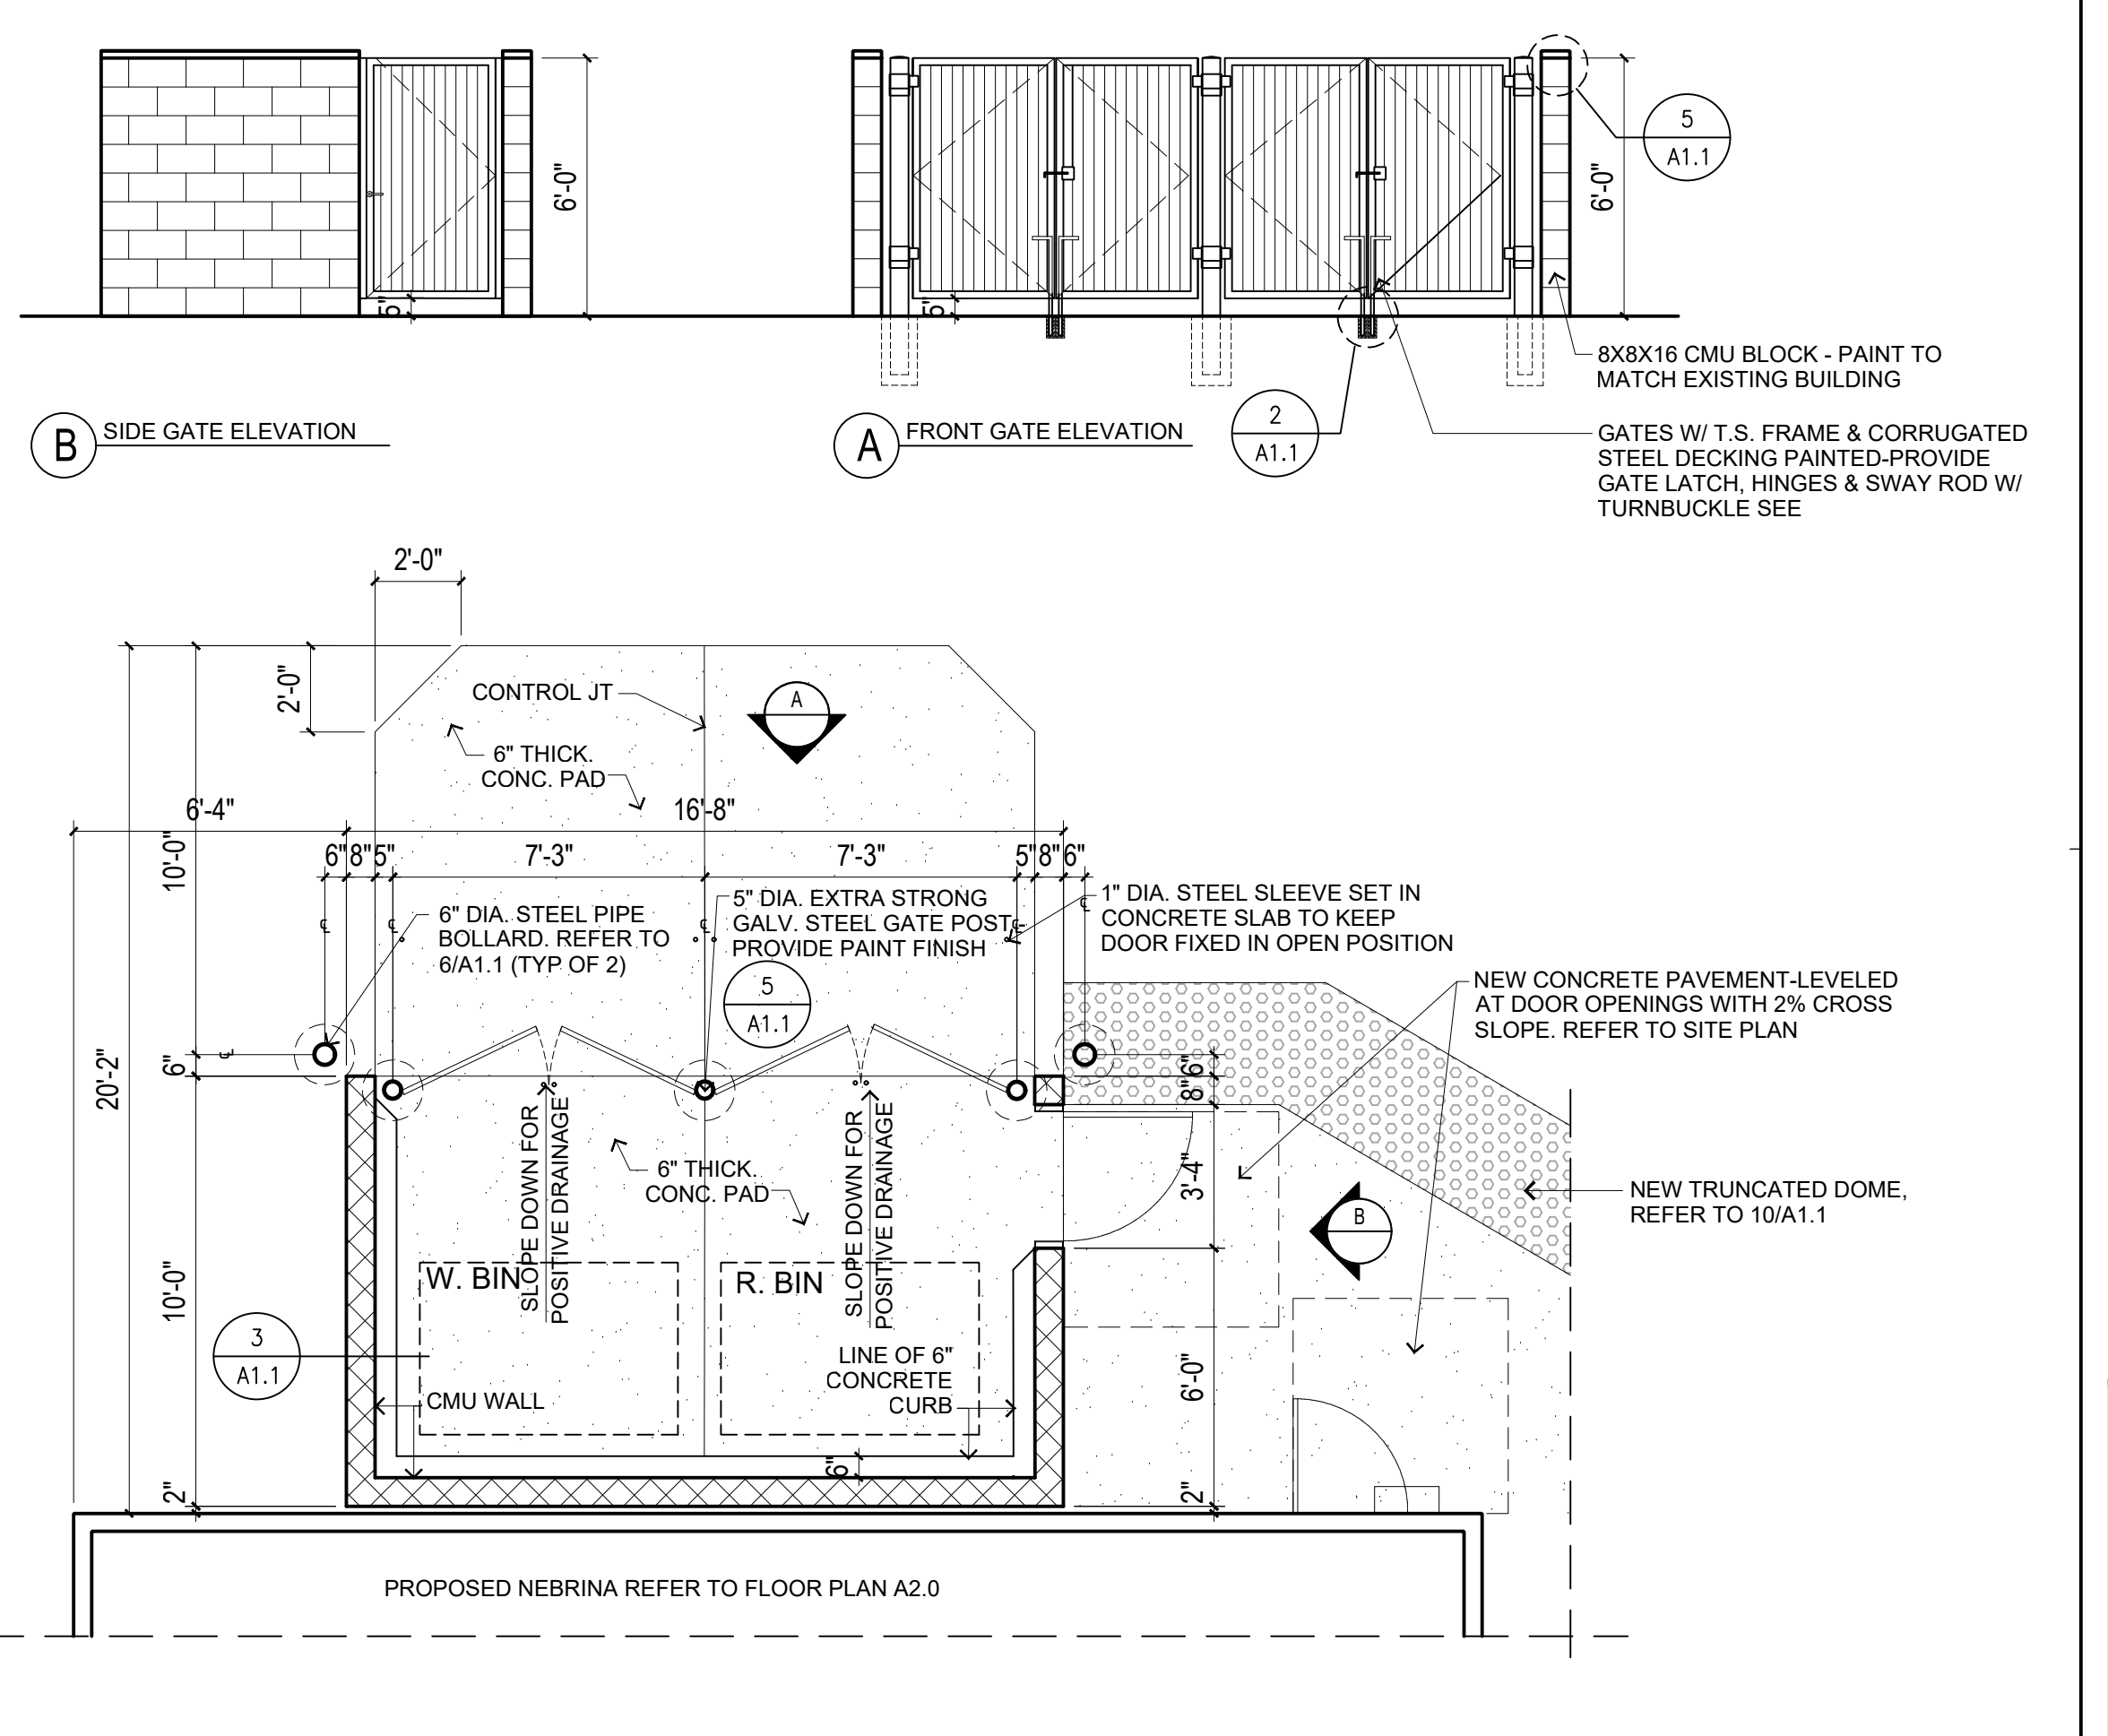 6'-0"
5"
B
SIDE GATE ELEVATION
6'-0"
5"
5
A1.1
A
FRONT GATE ELEVATION
2
A1.1
8X8X16 CMU BLOCK - PAINT TO
MATCH EXISTING BUILDING
GATES W/ T.S. FRAME & CORRUGATED
STEEL DECKING PAINTED-PROVIDE
GATE LATCH, HINGES & SWAY ROD W/
TURNBUCKLE SEE
2'-0"
2'-0"
CONTROL JT
A
6" THICK.
CONC. PAD
6'-4"
16'-8"
10'-0"
6"
8"
5"
7'-3"
7'-3"
5"
8"
6"
6" DIA. STEEL PIPE
BOLLARD. REFER TO
6/A1.1 (TYP OF 2)
5" DIA. EXTRA STRONG
GALV. STEEL GATE POST-
PROVIDE PAINT FINISH
1" DIA. STEEL SLEEVE SET IN
CONCRETE SLAB TO KEEP
DOOR FIXED IN OPEN POSITION
5
A1.1
NEW CONCRETE PAVEMENT-LEVELED
AT DOOR OPENINGS WITH 2% CROSS
SLOPE. REFER TO SITE PLAN
20'-2"
6"
6"
8"
SLOPE DOWN FOR
POSITIVE DRAINAGE
6" THICK.
CONC. PAD
SLOPE DOWN FOR
POSITIVE DRAINAGE
3'-4"
B
NEW TRUNCATED DOME,
REFER TO 10/A1.1
W. BIN
R. BIN
10'-0"
3
A1.1
LINE OF 6"
CONCRETE
CURB
CMU WALL
6'-0"
6"
2"
2"
PROPOSED NEBRINA REFER TO FLOOR PLAN A2.0